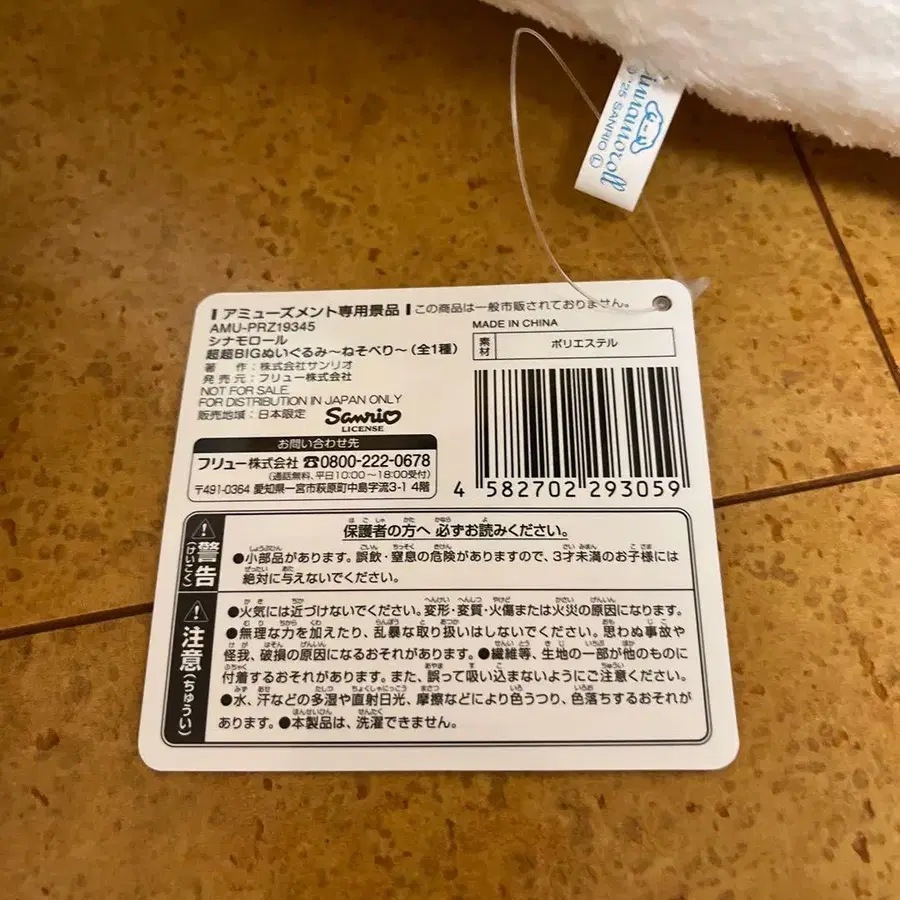 Cinnamoroll
© '25 SANRIO Ⓛ
アミューズメント専用景品 この商品は一般市販されておりません。
AMU-PRZ19345
シナモロール
超超BIGぬいぐるみ～ねそべり～(全1種)
著　作：株式会社サンリオ
発売元：フリュー株式会社
NOT FOR SALE.
FOR DISTRIBUTION IN JAPAN ONLY
販売地域：日本限定
Sanrio
LICENSE
お問い合わせ先
フリュー株式会社 ☎0800-222-0678
(通話無料、平日10:00～18:00受付)
〒491-0364 愛知県一宮市萩原町中島字流3-1 4階
MADE IN CHINA
素材 ポリエステル
4 582702 293059
⚠警告(けいこく)
保護者の方へ 必ずお読みください。
●小部品があります。誤飲・窒息の危険がありますので、3才未満のお子様には
絶対に与えないでください。
⚠注意(ちゅうい)
●火気には近づけないでください。変形・変質・火傷または火災の原因になります。
●無理な力を加えたり、乱暴な取り扱いはしないでください。思わぬ事故や
怪我、破損の原因になるおそれがあります。●繊維等、生地の一部が他のものに
付着するおそれがあります。また、誤って吸い込まないようにご注意ください。
●水、汗などの多湿や直射日光、摩擦などにより色うつり、色落ちするおそれが
あります。●本製品は、洗濯できません。